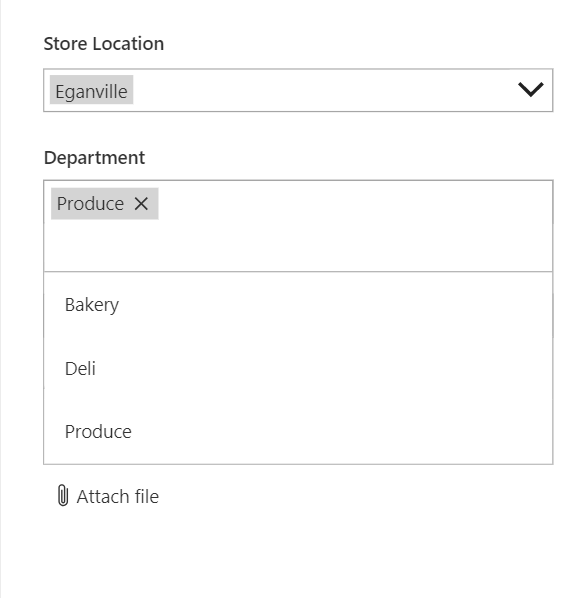 Store Location
Eganville
Department
Produce
Bakery
Deli
Produce
Attach file